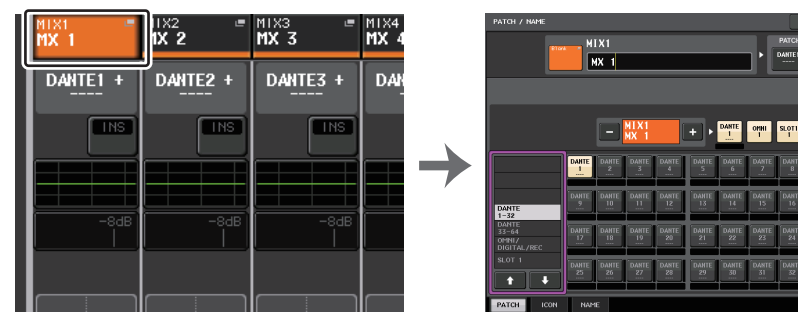 MIX1 MIX2 MIX3 MIX4
MX 1 MX 2 MX 3 MX 4
DANTE1 + DANTE2 + DANTE3 +
INS INS INS
-8dB -8dB -8dB
PATCH / NAME
MIX1
MX 1
PATCH
DANTE
MIX1
MX 1
- +
DANTE 1 OMNI 1 SLOT1
DANTE 1 DANTE 2 DANTE 3 DANTE 4 DANTE 5 DANTE 6 DANTE 7 DANTE 8
DANTE 9 DANTE 10 DANTE 11 DANTE 12 DANTE 13 DANTE 14 DANTE 15 DANTE 16
DANTE 17 DANTE 18 DANTE 19 DANTE 20 DANTE 21 DANTE 22 DANTE 23 DANTE 24
DANTE 25 DANTE 26 DANTE 27 DANTE 28 DANTE 29 DANTE 30 DANTE 31 DANTE 32
DANTE
1-32
DANTE
33-64
OMNI/
DIGITAL/REC
SLOT 1
PATCH ICON NAME